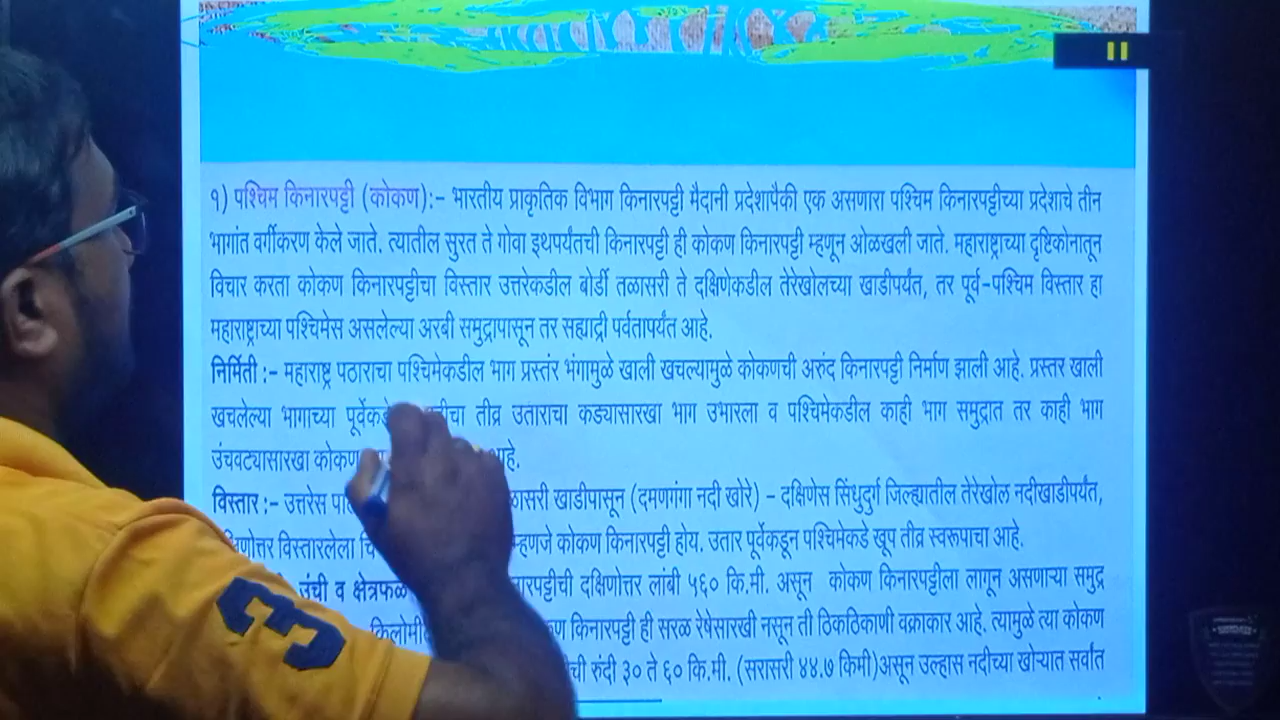 १) पश्चिम किनारपट्टी (कोकण):– भारतीय प्राकृतिक विभाग किनारपट्टी मैदानी प्रदेशापैकी एक असणारा पश्चिम किनारपट्टीच्या प्रदेशाचे तीन
भागांत वर्गीकरण केले जाते. त्यातील सुरत ते गोवा इथपर्यंतची किनारपट्टी ही कोकण किनारपट्टी म्हणून ओळखली जाते. महाराष्ट्राच्या दृष्टिकोनातून
विचार करता कोकण किनारपट्टीचा विस्तार उत्तरेकडील बोर्डी तळासरी ते दक्षिणेकडील तेरेखोलच्या खाडीपर्यंत, तर पूर्व–पश्चिम विस्तार हा
महाराष्ट्राच्या पश्चिमेस असलेल्या अरबी समुद्रापासून तर सह्याद्री पर्वतापर्यंत आहे.
निर्मिती :– महाराष्ट्र पठाराचा पश्चिमेकडील भाग प्रस्तंर भंगामुळे खाली खचल्यामुळे कोकणची अरुंद किनारपट्टी निर्माण झाली आहे. प्रस्तर खाली
खचलेल्या भागाच्या तीव्र उताराचा कड्यासारखा भाग उभारला व पश्चिमेकडील काही भाग समुद्रात तर काही भाग
उंचवट्यासारखा कोकण आहे.
विस्तार :– उत्तरेस खाडीपासून (दमणगंगा नदी खोरे) – दक्षिणेस सिंधुदुर्ग जिल्ह्यातील तेरेखोल नदीखाडीपर्यंत,
विस्तारलेला म्हणजे कोकण किनारपट्टी होय. उतार पूर्वेकडून पश्चिमेकडे खूप तीव्र स्वरूपाचा आहे.
उंची व क्षेत्रफळ दक्षिणोत्तर लांबी ५६० कि.मी. असून कोकण किनारपट्टीला लागून असणाऱ्या समुद्र
किनारपट्टी ही सरळ रेषेसारखी नसून ती ठिकठिकाणी वक्राकार आहे. त्यामुळे त्या कोकण
रुंदी ३० ते ६० कि.मी. (सरासरी ४४.७ किमी)असून उल्हास नदीच्या खोऱ्यात सर्वांत
3